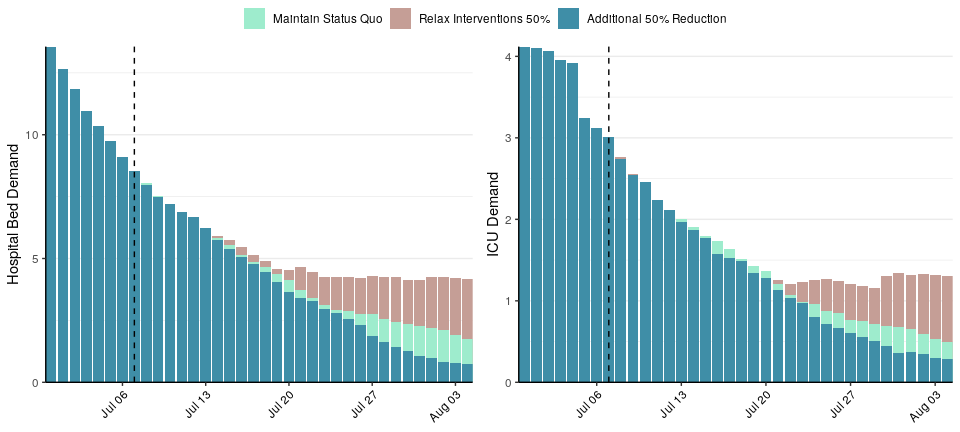 Maintain Status Quo Relax Interventions 50% Additional 50% Reduction
Hospital Bed Demand
10
5
0
Jul 06 Jul 13 Jul 20 Jul 27 Aug 03
ICU Demand
4
3
2
1
0
Jul 06 Jul 13 Jul 20 Jul 27 Aug 03